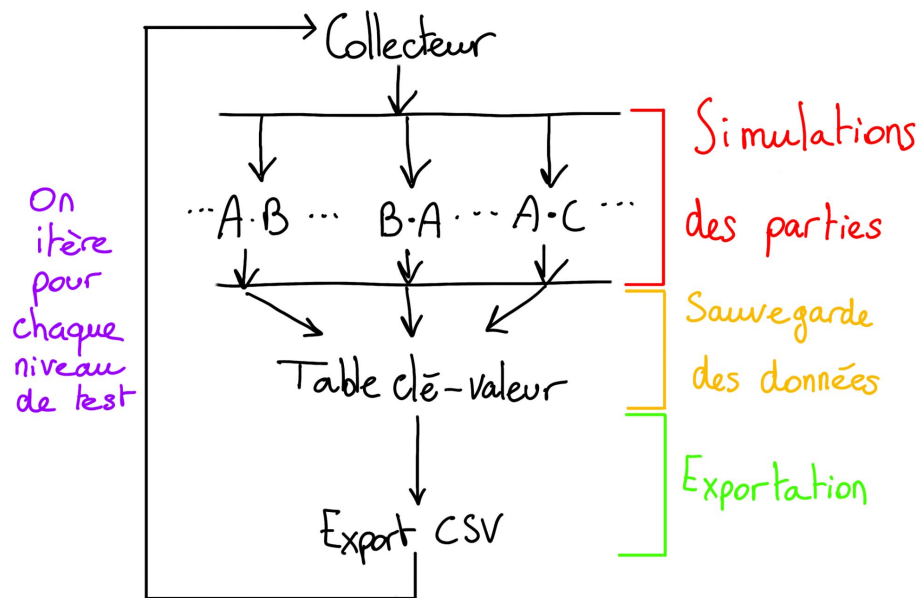 Collecteur
Simulations
des parties
... A·B ... B·A ... A·C ...
On
itère
pour
chaque
niveau
de test
Sauvegarde
des données
Table clé-valeur
Exportation
Export CSV